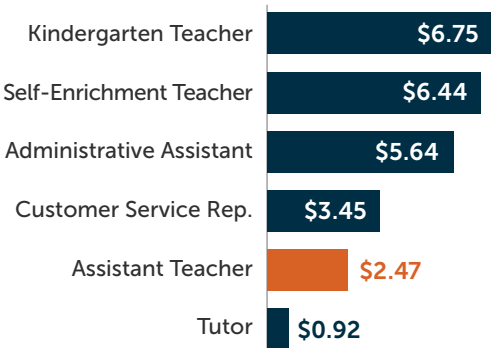 Kindergarten Teacher $6.75
Self-Enrichment Teacher $6.44
Administrative Assistant $5.64
Customer Service Rep. $3.45
Assistant Teacher $2.47
Tutor $0.92